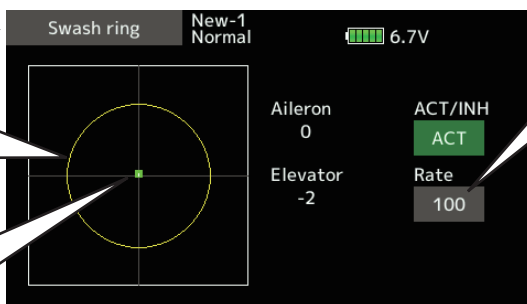 Swash ring
New-1
Normal
6.7V
Aileron
0
ACT/INH
ACT
Elevator
-2
Rate
100